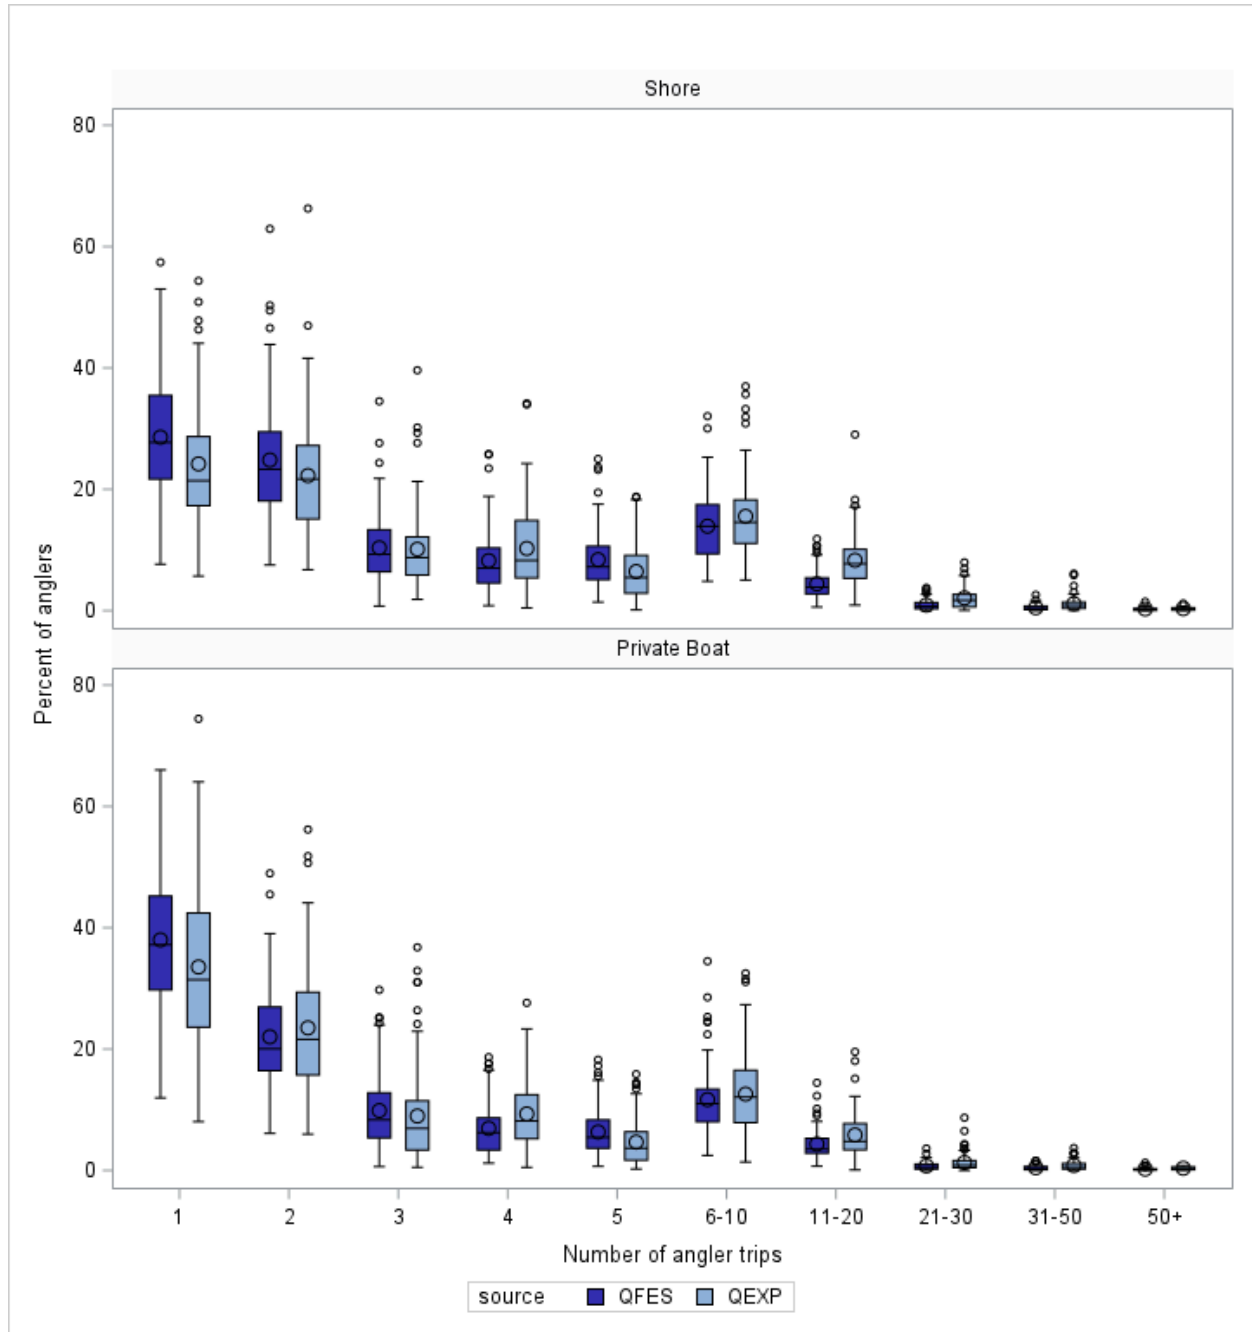 Shore
80
60
40
20
0
Percent of anglers
Private Boat
80
60
40
20
0
1 2 3 4 5 6-10 11-20 21-30 31-50 50+
Number of angler trips
source QFES QEXP